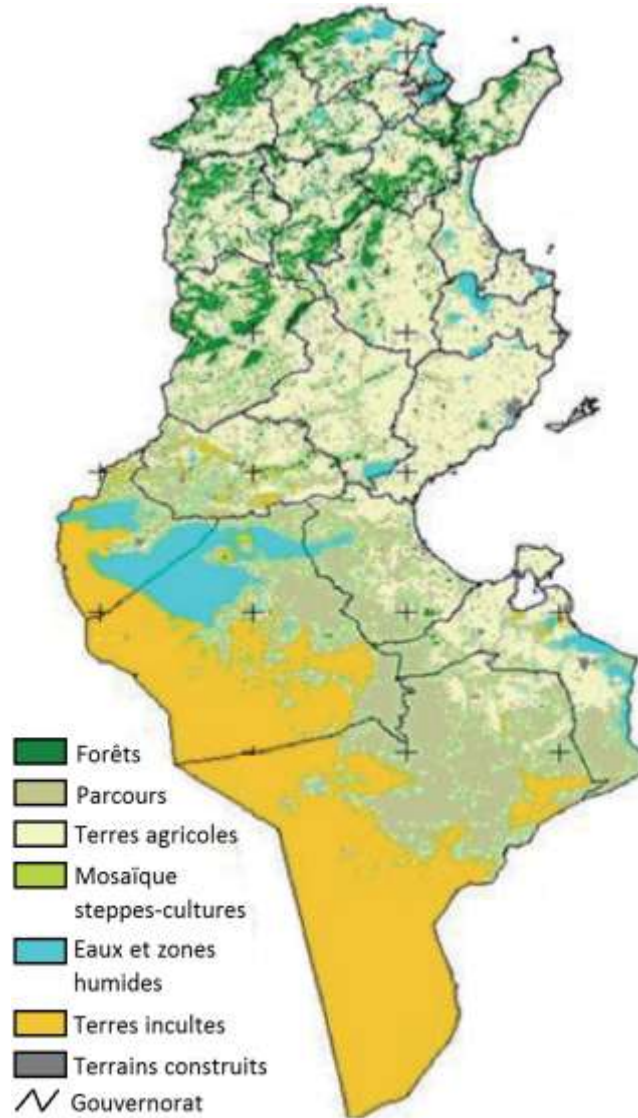 Forêts
Parcours
Terres agricoles
Mosaïque
steppes-cultures
Eaux et zones
humides
Terres incultes
Terrains construits
Gouvernorat